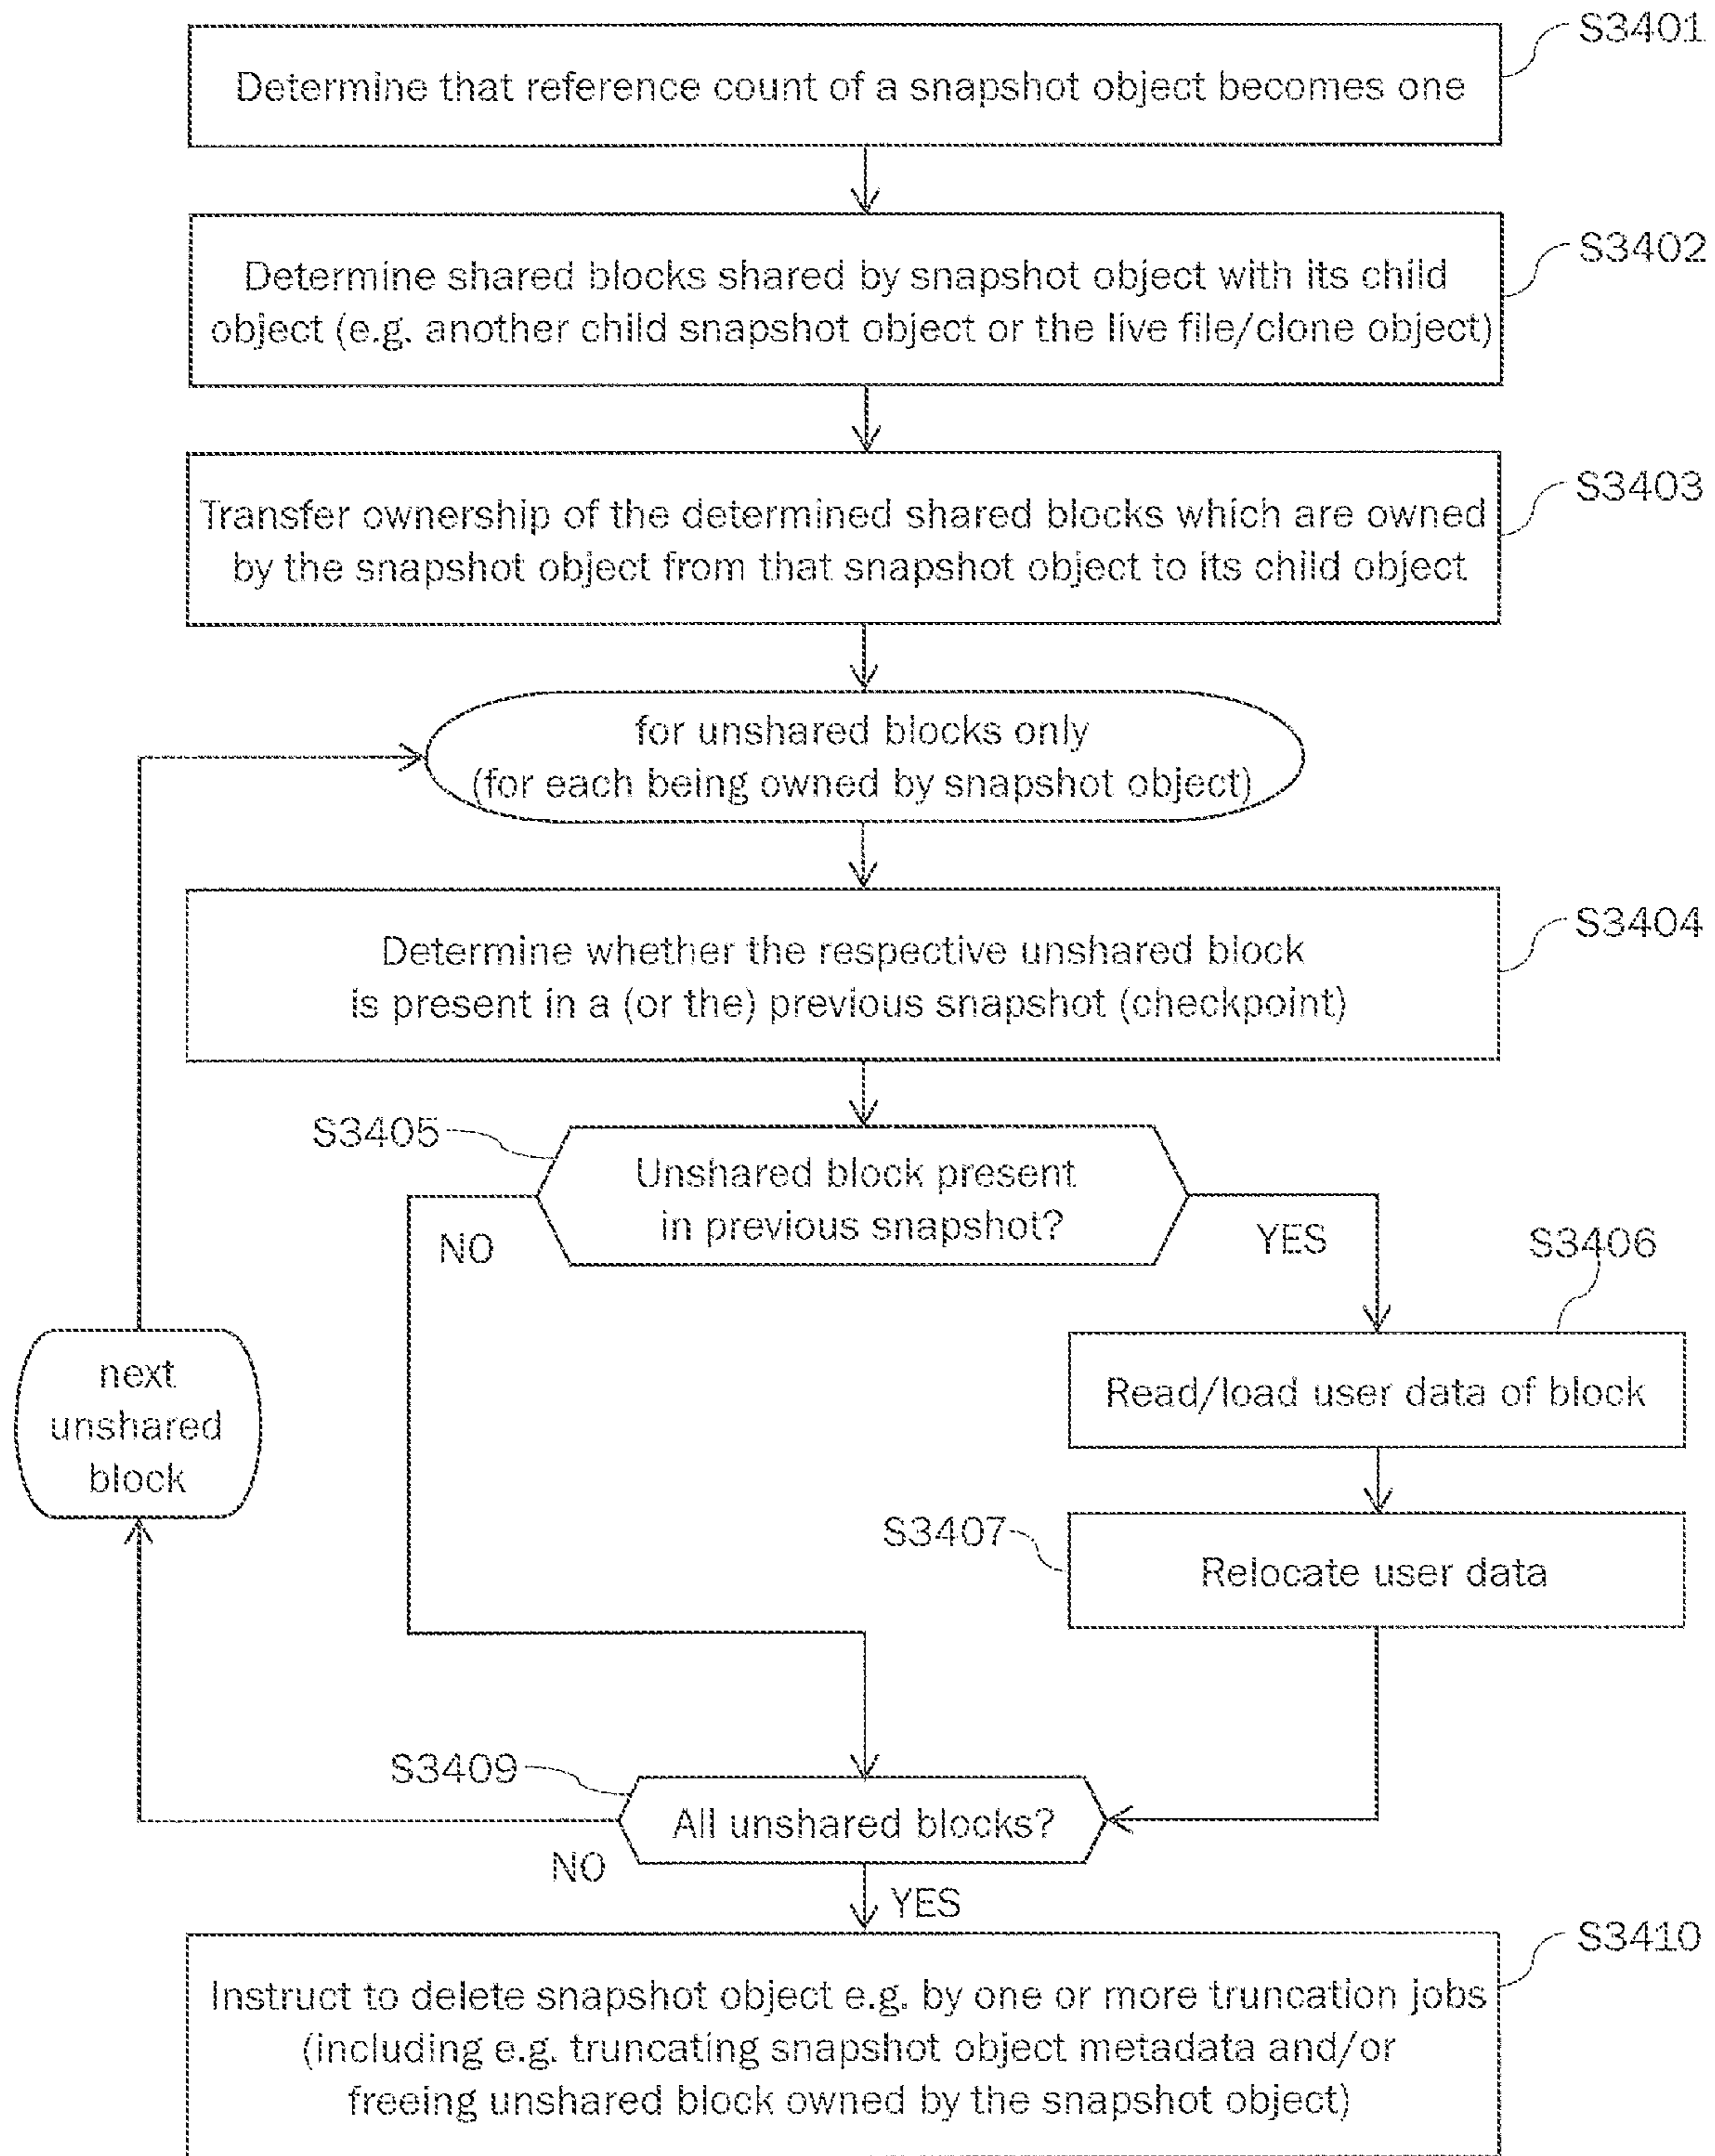 S3401
Determine that reference count of a snapshot object becomes one
S3402
Determine shared blocks shared by snapshot object with its child
object (e.g. another child snapshot object or the live file/clone object)
S3403
Transfer ownership of the determined shared blocks which are owned
by the snapshot object from that snapshot object to its child object
for unshared blocks only
(for each being owned by snapshot object)
S3404
Determine whether the respective unshared block
is present in a (or the) previous snapshot (checkpoint)
S3405
Unshared block present
in previous snapshot?
NO
YES
S3406
Read/load user data of block
next
unshared
block
S3407
Relocate user data
S3409
All unshared blocks?
NO
YES
S3410
Instruct to delete snapshot object e.g. by one or more truncation jobs
(including e.g. truncating snapshot object metadata and/or
freeing unshared block owned by the snapshot object)